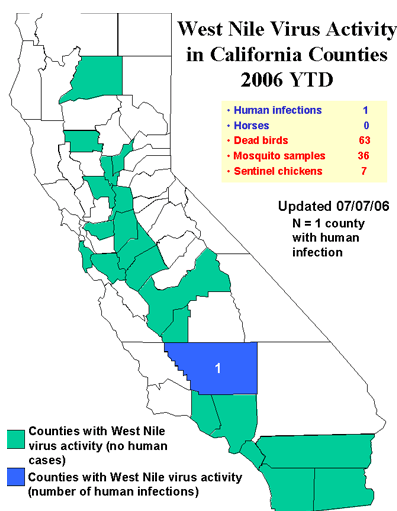 West Nile Virus Activity
in California Counties
2006 YTD
• Human infections 1
• Horses 0
• Dead birds 63
• Mosquito samples 36
• Sentinel chickens 7
Updated 07/07/06
N = 1 county
with human
infection
1
Counties with West Nile
virus activity (no human
cases)
Counties with West Nile virus activity
(number of human infections)